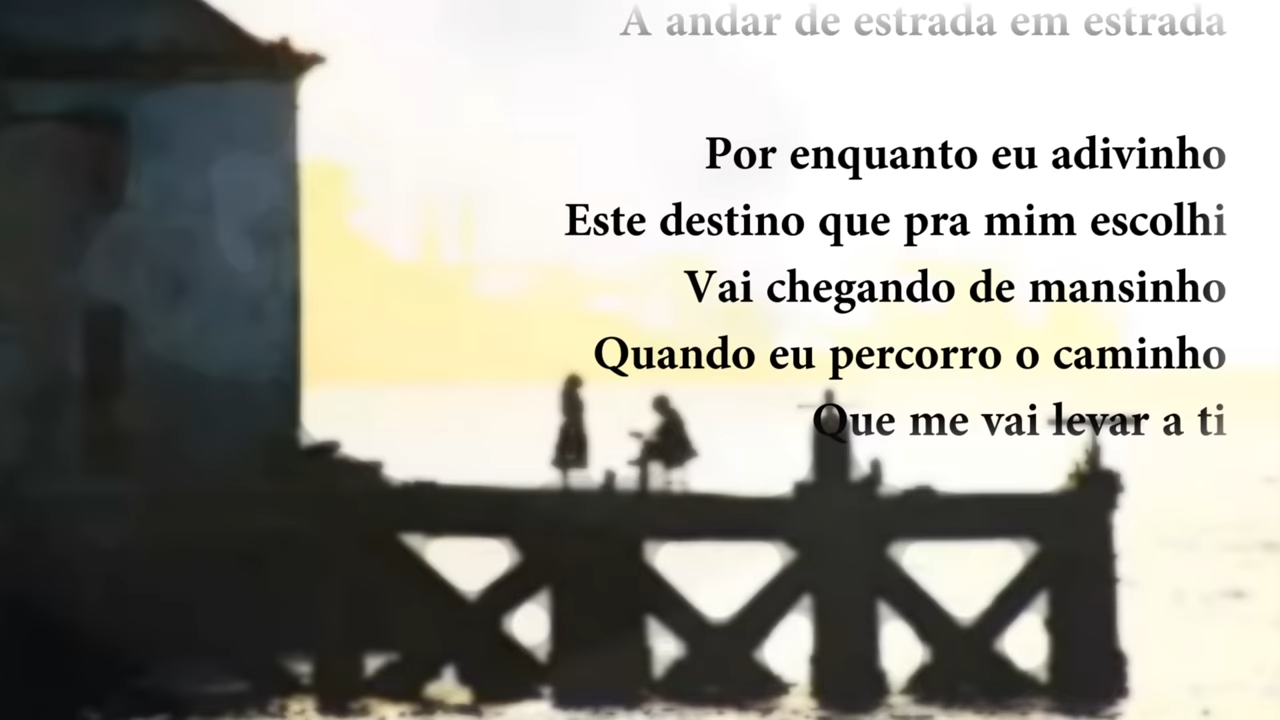 A andar de estrada em estrada
Por enquanto eu adivinho
Este destino que pra mim escolhi
Vai chegando de mansinho
Quando eu percorro o caminho
Que me vai levar a ti